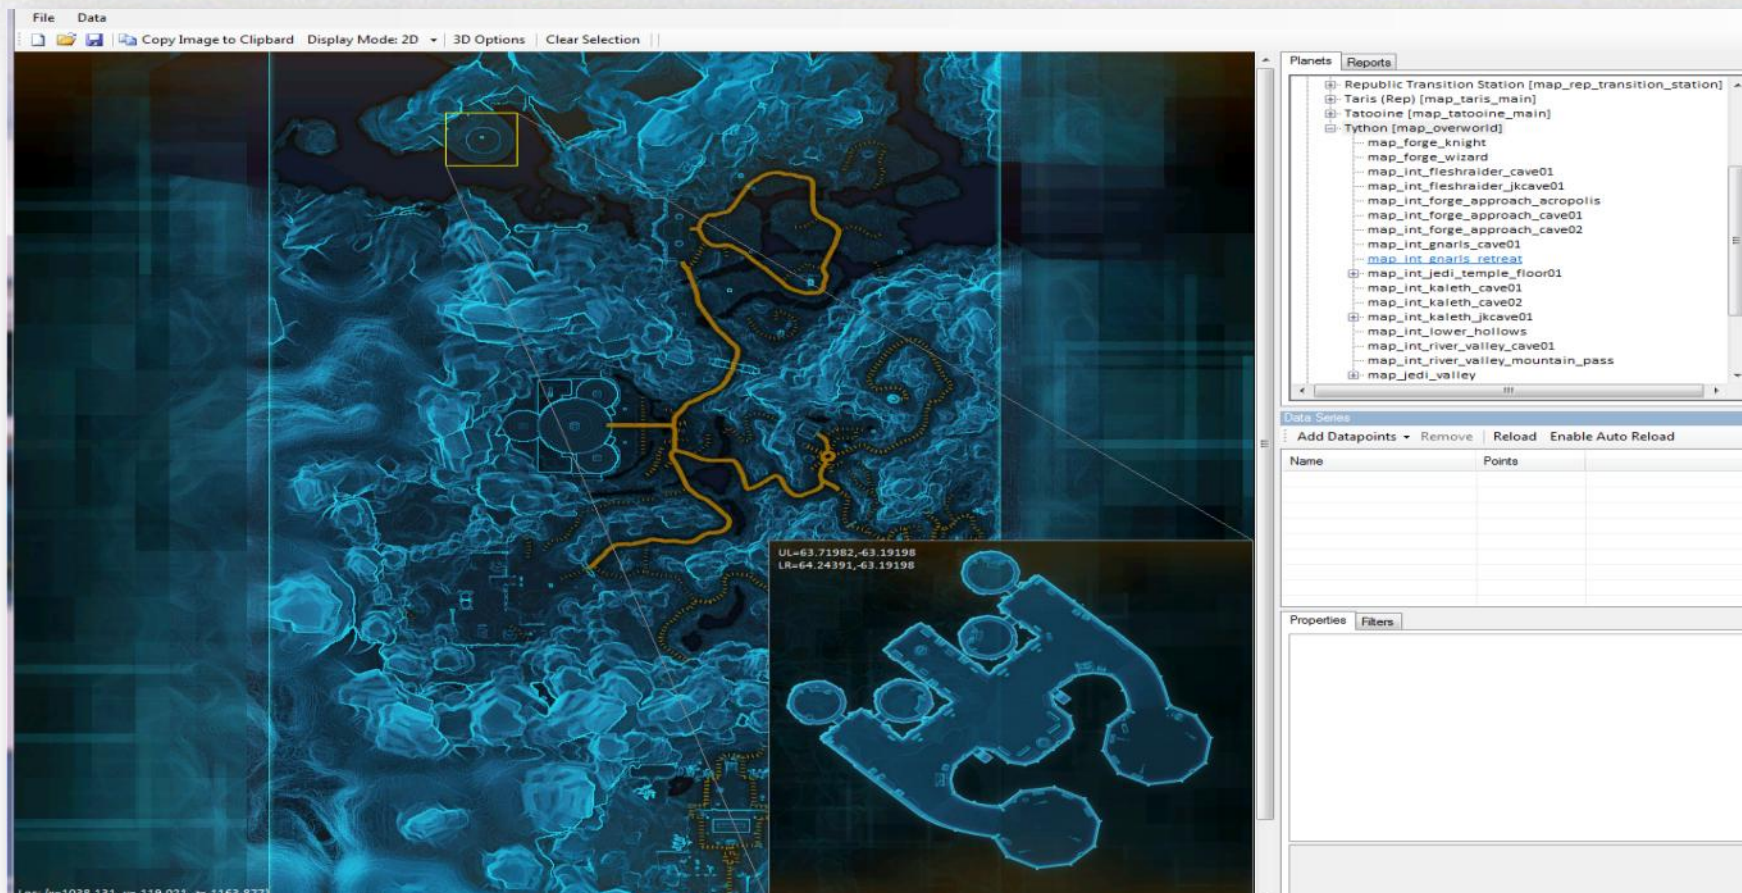 File Data
Copy Image to Clipbard Display Mode: 2D 3D Options Clear Selection
Planets Reports
Republic Transition Station [map_rep_transition_station]
Taris (Rep) [map_taris_main]
Tatooine [map_tatooine_main]
Tython [map_overworld]
map_forge_knight
map_forge_wizard
map_int_fleshraider_cave01
map_int_fleshraider_jkcave01
map_int_forge_approach_acropolis
map_int_forge_approach_cave01
map_int_forge_approach_cave02
map_int_gnarls_cave01
map_int_gnarls_retreat
map_int_jedi_temple_floor01
map_int_kaleth_cave01
map_int_kaleth_cave02
map_int_kaleth_jkcave01
map_int_lower_hollows
map_int_river_valley_cave01
map_int_river_valley_mountain_pass
map_jedi_valley
Data Series
Add Datapoints Remove Reload Enable Auto Reload
Name Points
UL=63.71982,-63.19198
LR=64.24391,-63.19198
Properties Filters